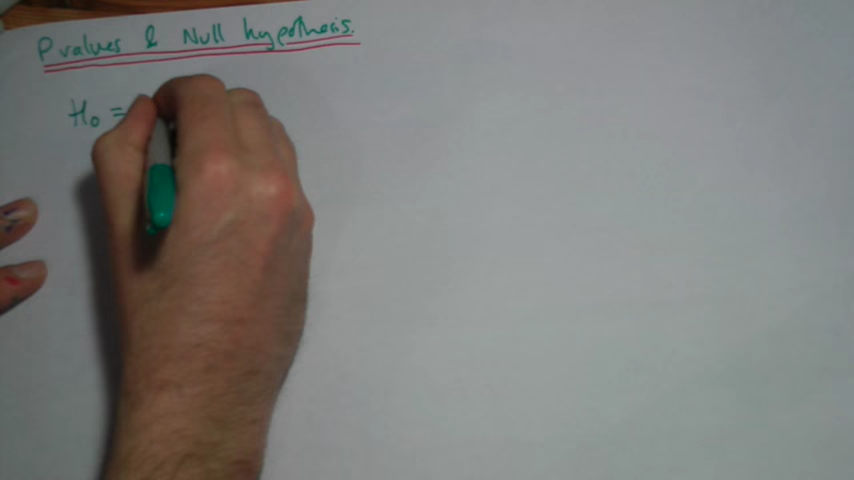 P values & Null hypothesis.
H₀ =